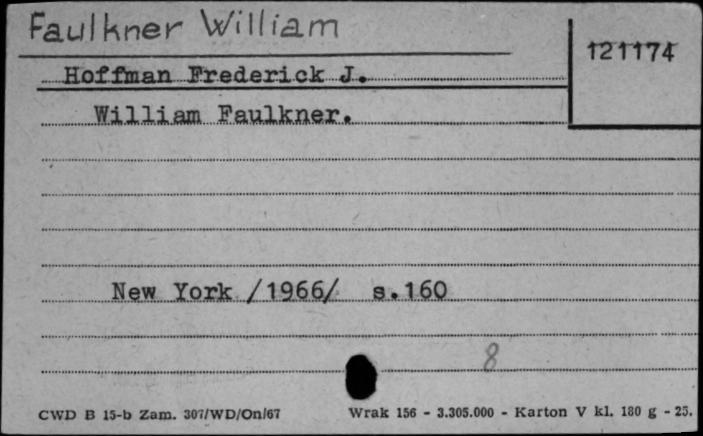 Faulkner William
121174
Hoffman Frederick J.
William Faulkner.
New York /1966/ s.160
8
CWD B 15-b Zam. 307/WD/On/67 Wrak 156 - 3.305.000 - Karton V kl. 180 g - 25.